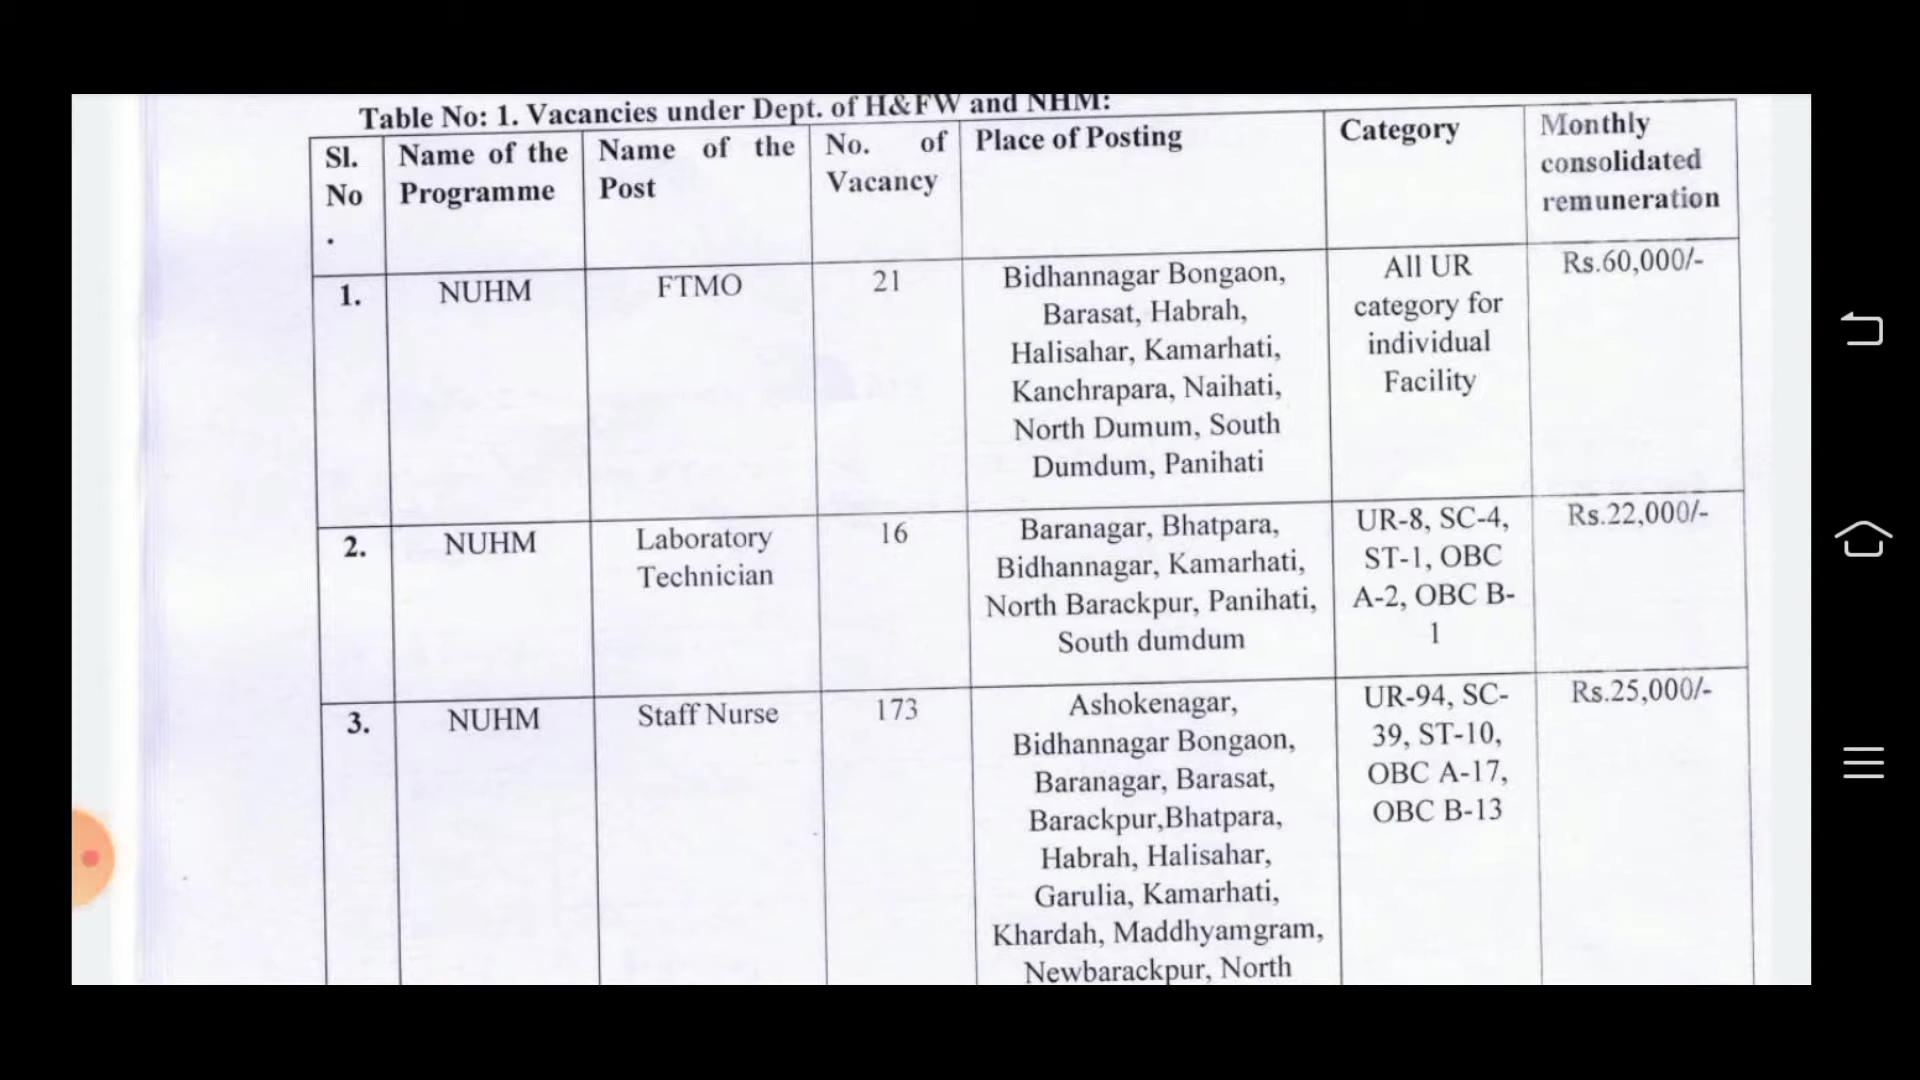 Table No: 1. Vacancies under Dept. of H&FW and NHM:
Sl. No . Name of the Programme Name of the Post No. of Vacancy Place of Posting Category Monthly consolidated remuneration
1. NUHM FTMO 21 Bidhannagar Bongaon, All UR Rs.60,000/-
Barasat, Habrah, category for
Halisahar, Kamarhati, individual
Kanchrapara, Naihati, Facility
North Dumum, South
Dumdum, Panihati
2. NUHM Laboratory 16 Baranagar, Bhatpara, UR-8, SC-4, Rs.22,000/-
Technician Bidhannagar, Kamarhati, ST-1, OBC
North Barackpur, Panihati, A-2, OBC B-
South dumdum 1
3. NUHM Staff Nurse 173 Ashokenagar, UR-94, SC- Rs.25,000/-
Bidhannagar Bongaon, 39, ST-10,
Baranagar, Barasat, OBC A-17,
Barackpur,Bhatpara, OBC B-13
Habrah, Halisahar,
Garulia, Kamarhati,
Khardah, Maddhyamgram,
Newbarackpur, North